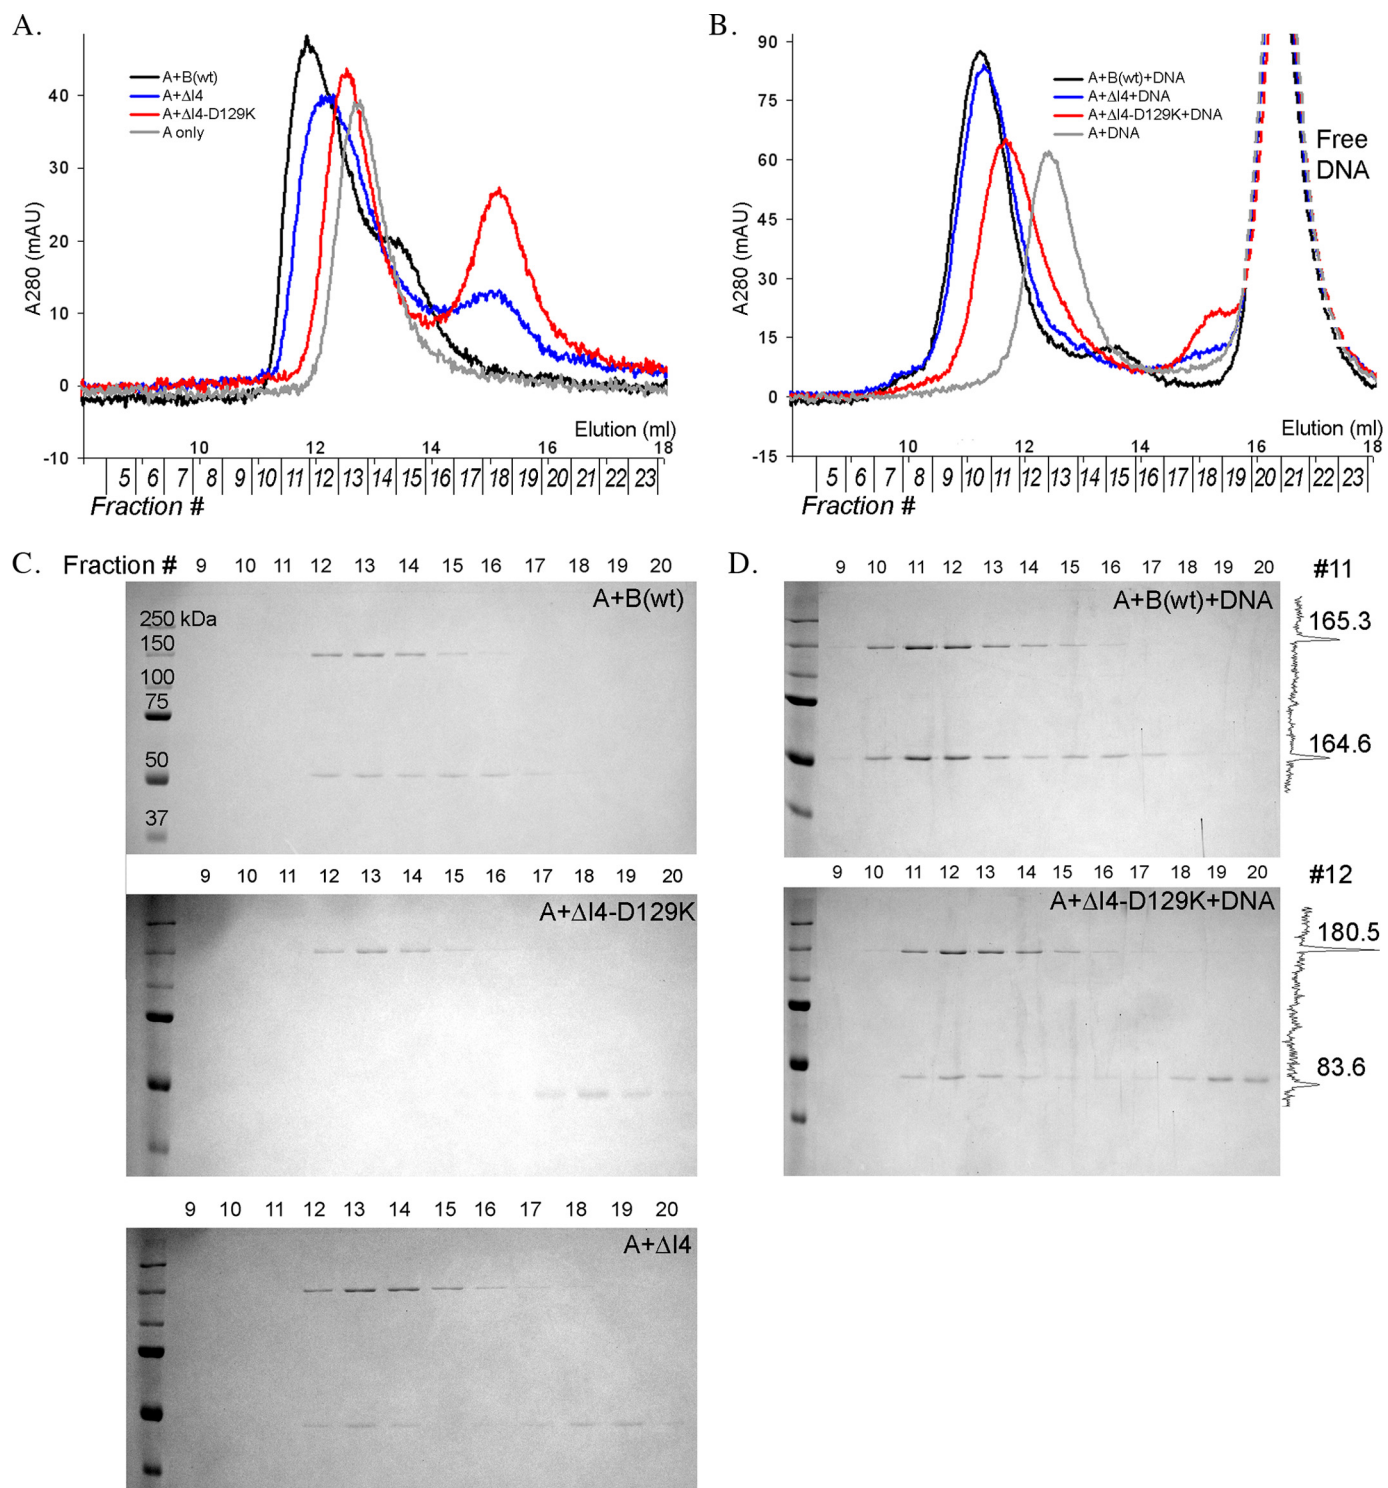 A.
A+B(wt)
A+ΔI4
A+ΔI4-D129K
A only
A280 (mAU)
40
30
20
10
0
-10
Elution (ml)
10 12 14 16 18
5 6 7 8 9 10 11 12 13 14 15 16 17 18 20 21 22 23
Fraction #
B.
A+B(wt)+DNA
A+ΔI4+DNA
A+ΔI4-D129K+DNA
A+DNA
Free
DNA
A280 (mAU)
90
75
60
45
30
15
0
-15
Elution (ml)
10 12 14 16 18
5 6 7 8 9 10 11 12 13 14 15 16 17 18 19 20 21 22 23
Fraction #
C. Fraction # 9 10 11 12 13 14 15 16 17 18 19 20
A+B(wt)
250 kDa
150
100
75
50
37
9 10 11 12 13 14 15 16 17 18 19 20
A+ΔI4-D129K
9 10 11 12 13 14 15 16 17 18 19 20
A+ΔI4
D. 9 10 11 12 13 14 15 16 17 18 19 20 #11
A+B(wt)+DNA
165.3
164.6
9 10 11 12 13 14 15 16 17 18 19 20 #12
A+ΔI4-D129K+DNA
180.5
83.6